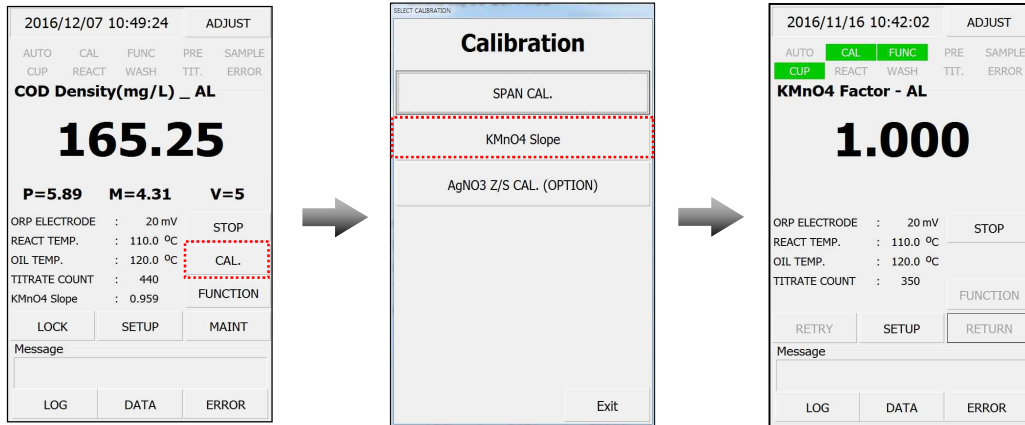 2016/12/07 10:49:24 ADJUST
AUTO CAL FUNC PRE SAMPLE
CUP REACT WASH TIT. ERROR
COD Density(mg/L) _ AL
165.25
P=5.89 M=4.31 V=5
ORP ELECTRODE : 20 mV
REACT TEMP. : 110.0 ºC
OIL TEMP. : 120.0 ºC
TITRATE COUNT : 440
KMnO4 Slope : 0.959
STOP
CAL.
FUNCTION
LOCK SETUP MAINT
Message
LOG DATA ERROR
SELECT CALIBRATION
Calibration
SPAN CAL.
KMnO4 Slope
AgNO3 Z/S CAL. (OPTION)
Exit
2016/11/16 10:42:02 ADJUST
AUTO CAL FUNC PRE SAMPLE
CUP REACT WASH TIT. ERROR
KMnO4 Factor - AL
1.000
ORP ELECTRODE : 20 mV
REACT TEMP. : 110.0 ºC
OIL TEMP. : 120.0 ºC
TITRATE COUNT : 350
STOP
FUNCTION
RETRY SETUP RETURN
Message
LOG DATA ERROR